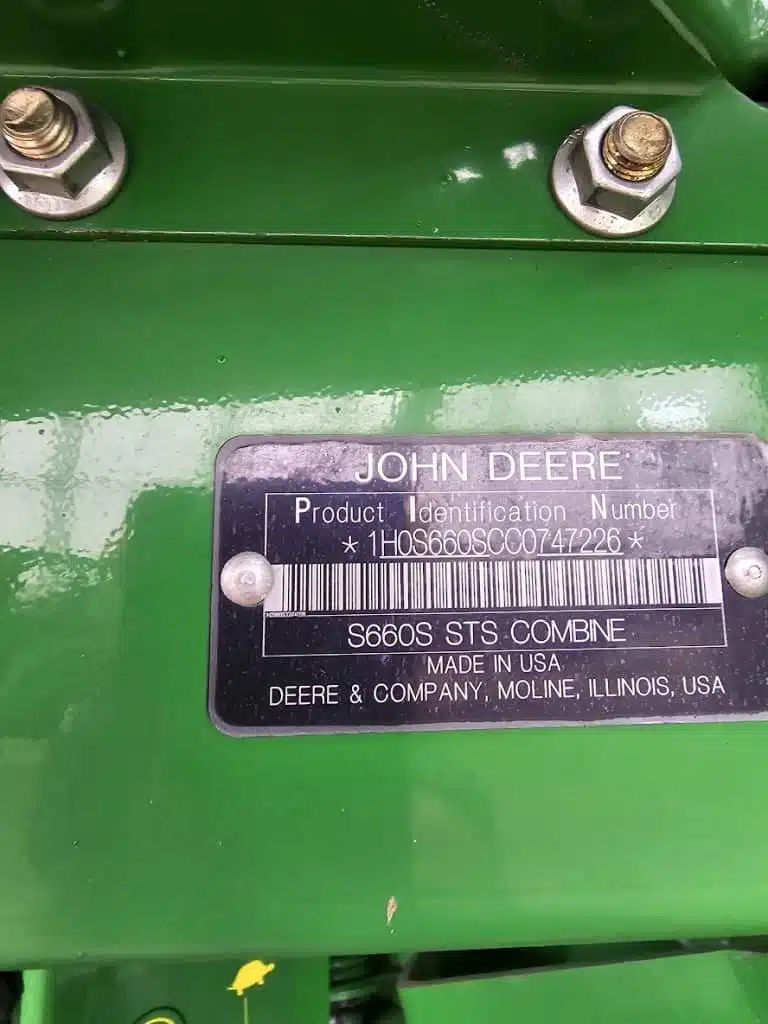 JOHN DEERE
Product Identification Number
* 1H0S660SCC0747226 *
S660S STS COMBINE
MADE IN USA
DEERE & COMPANY, MOLINE, ILLINOIS, USA